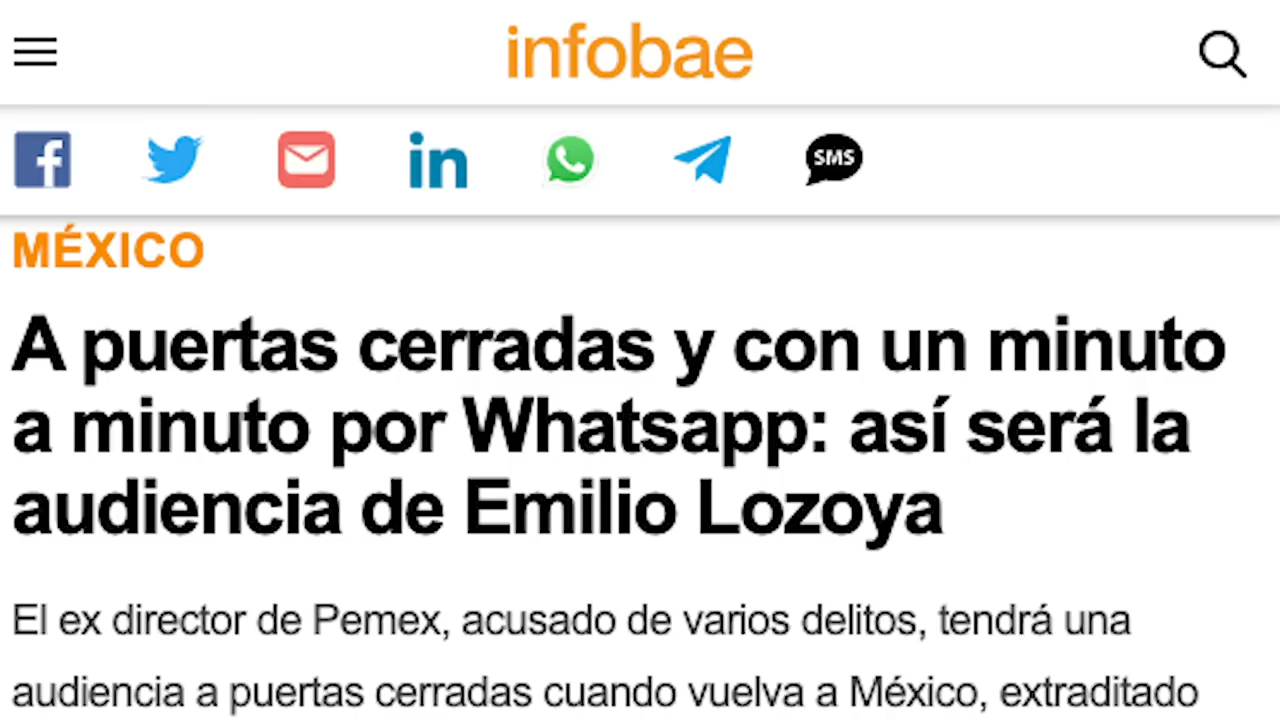 infobae
SMS
MÉXICO
A puertas cerradas y con un minuto
a minuto por Whatsapp: así será la
audiencia de Emilio Lozoya
El ex director de Pemex, acusado de varios delitos, tendrá una
audiencia a puertas cerradas cuando vuelva a México, extraditado